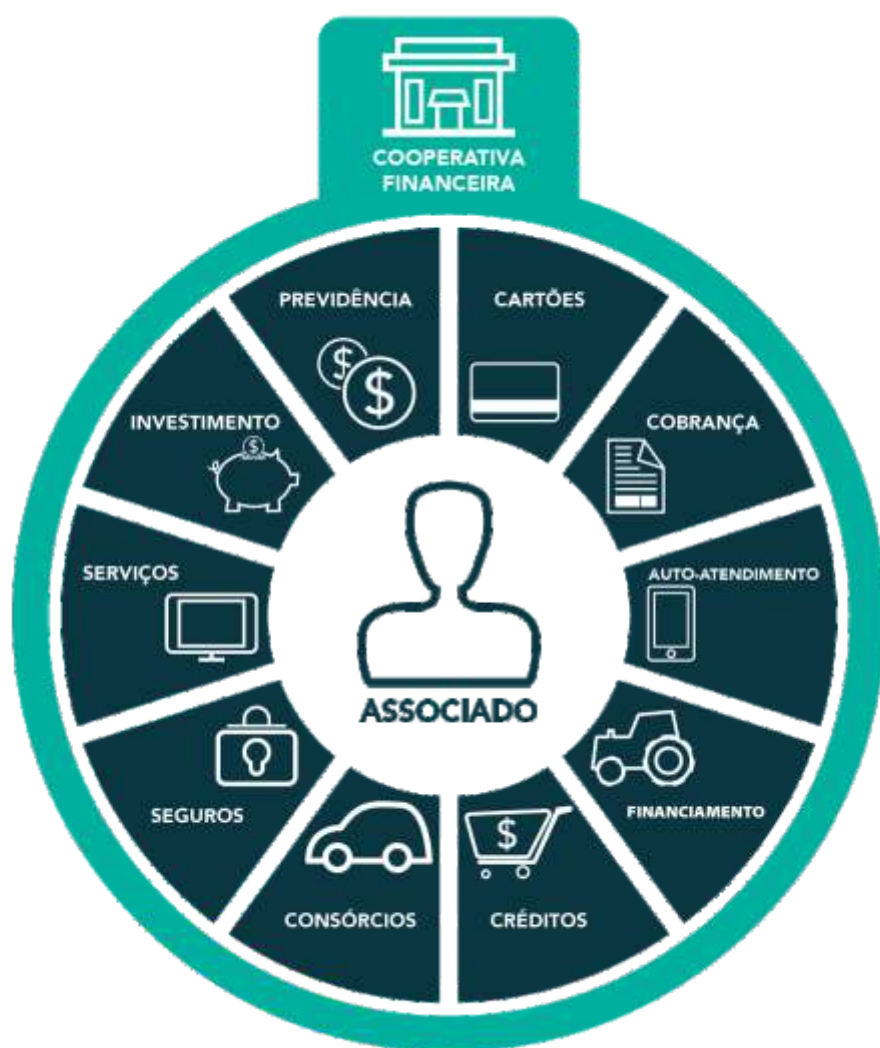 COOPERATIVA
FINANCEIRA
PREVIDÊNCIA
CARTÕES
INVESTIMENTO
COBRANÇA
SERVIÇOS
AUTO-ATENDIMENTO
ASSOCIADO
SEGUROS
FINANCIAMENTO
CONSÓRCIOS
CRÉDITOS
$
$
$
$